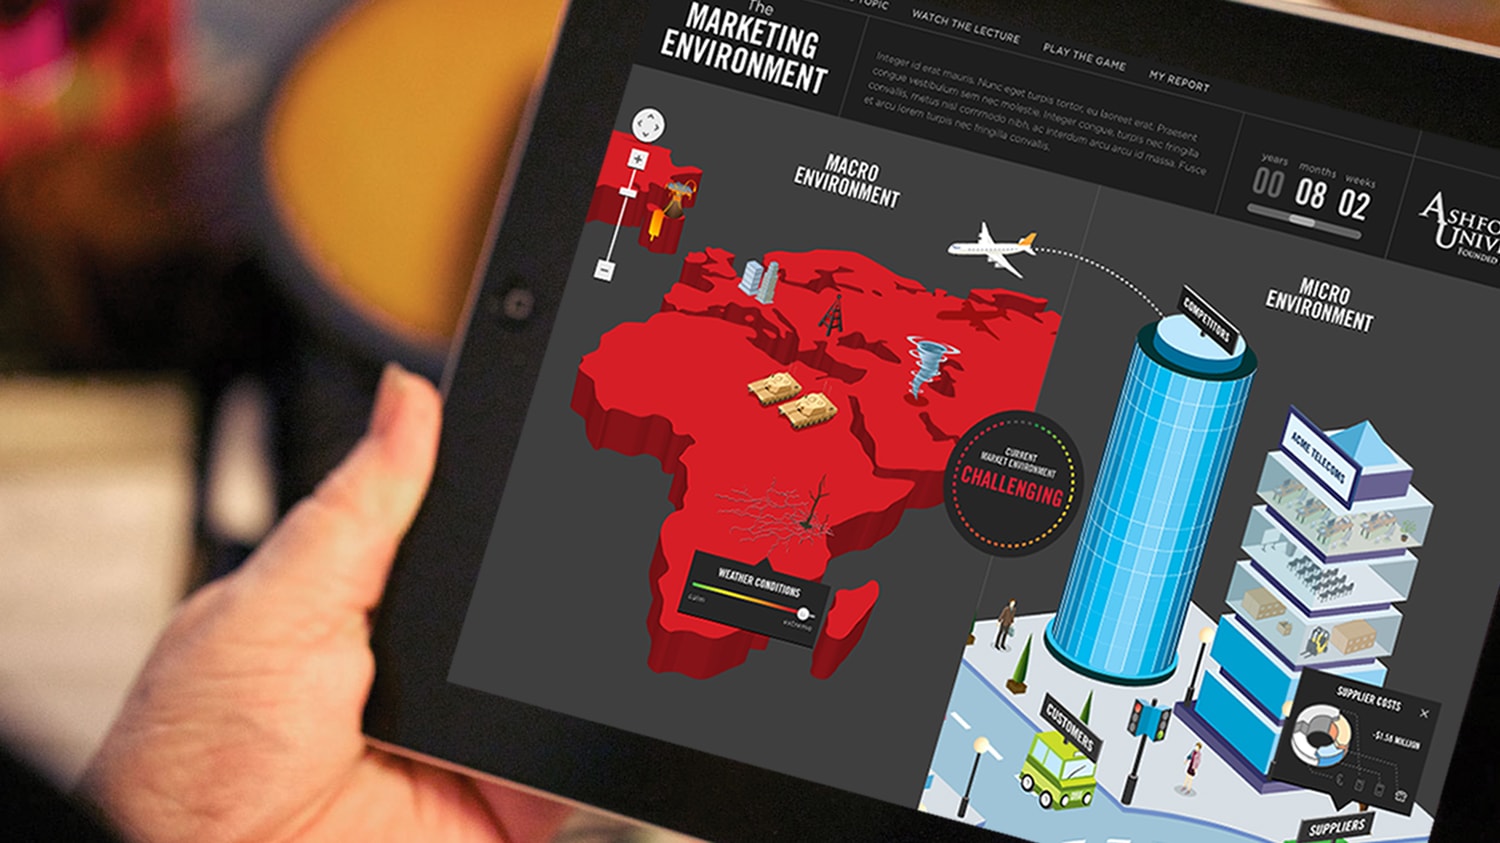 TOPIC
WATCH THE LECTURE
PLAY THE GAME
MY REPORT
The
MARKETING
ENVIRONMENT
Integer id erat mauris. Nunc eget turpis tortor, eu laoreet erat. Praesent
congue vestibulum sem nec molestie. Integer congue, turpis nec fringilla
convallis, metus nisl commodo nibh, ac interdum arcu arcu id massa. Fusce
et arcu lorem turpis nec fringilla convallis.
years months weeks
00 08 02
ASHFO
UNIV
FOUNDED
MACRO
ENVIRONMENT
MICRO
ENVIRONMENT
COMPETITORS
ACME TELECOMS
CURRENT
MARKET ENVIRONMENT
CHALLENGING
WEATHER CONDITIONS
calm
extreme
CUSTOMERS
SUPPLIER COSTS
-$1.56 MILLION
SUPPLIERS